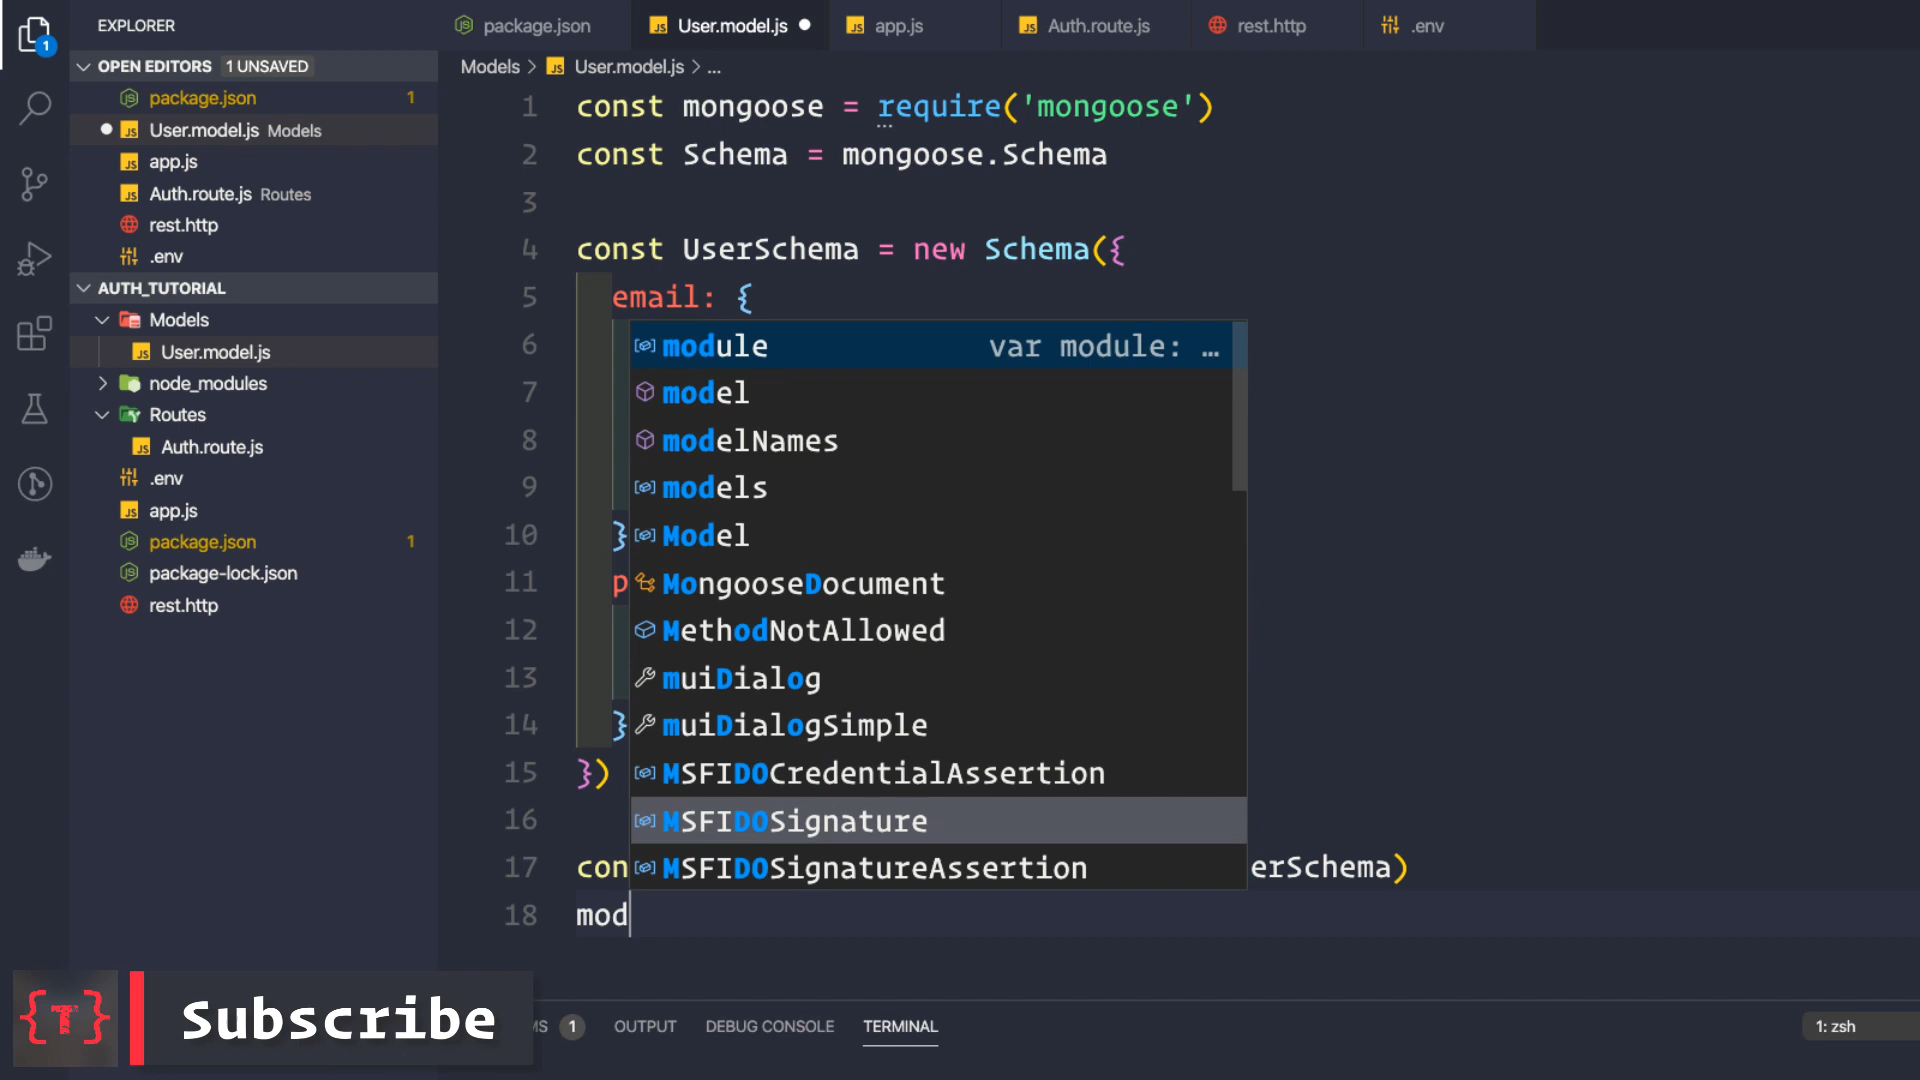 EXPLORER
OPEN EDITORS 1 UNSAVED
package.json 1
User.model.js Models
app.js
Auth.route.js Routes
rest.http
.env
AUTH_TUTORIAL
Models
User.model.js
node_modules
Routes
Auth.route.js
.env
app.js
package.json 1
package-lock.json
rest.http
1
package.json
User.model.js
app.js
Auth.route.js
rest.http
.env
Models > User.model.js > ...
1 const mongoose = require('mongoose')
2 const Schema = mongoose.Schema
3
4 const UserSchema = new Schema({
5 email: {
6
7
8
9
10 }
11 p
12
13
14 }
15 })
16
17 con erSchema)
18 mod
module var module: …
model
modelNames
models
Model
MongooseDocument
MethodNotAllowed
muiDialog
muiDialogSimple
MSFIDOCredentialAssertion
MSFIDOSignature
MSFIDOSignatureAssertion
{T} Subscribe
MS 1 OUTPUT DEBUG CONSOLE TERMINAL 1: zsh